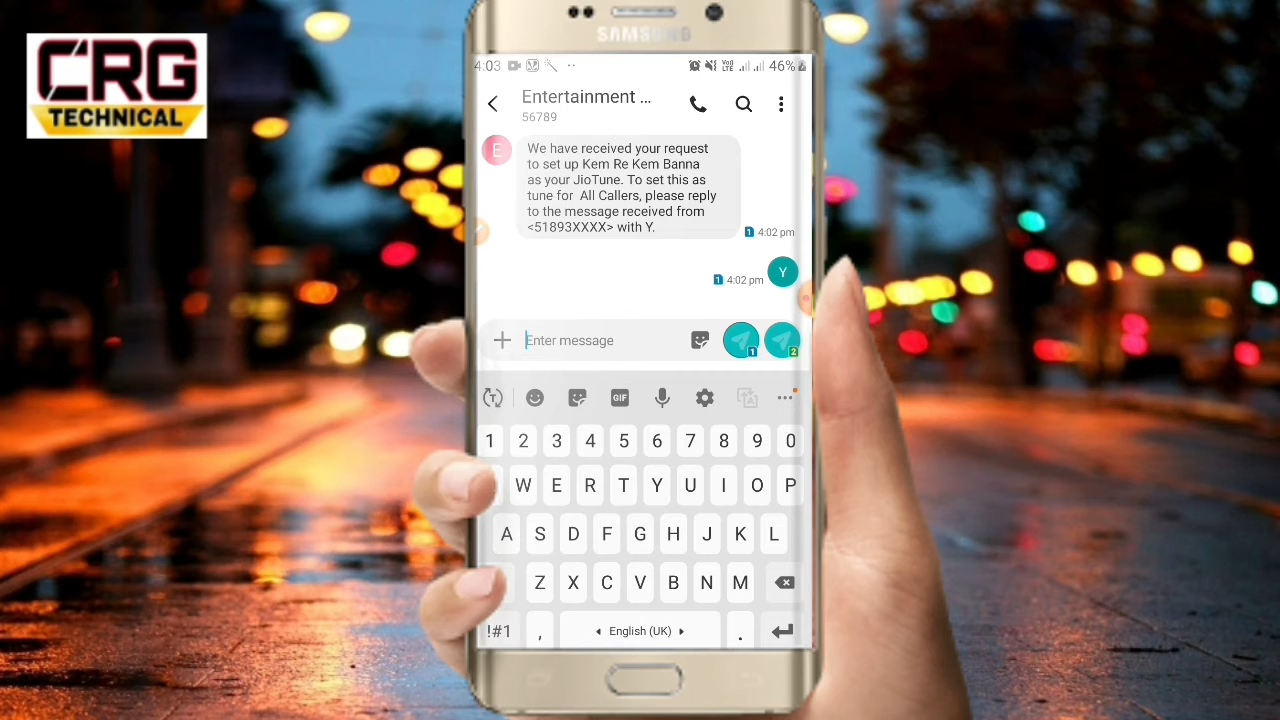 CRG
TECHNICAL
SAMSUNG
4:03
46%
Entertainment ...
56789
E
We have received your request
to set up Kem Re Kem Banna
as your JioTune. To set this as
tune for All Callers, please reply
to the message received from
<51893XXXX> with Y.
1 4:02 pm
1 4:02 pm
Y
Enter message
1
2
T
GIF
A
1 2 3 4 5 6 7 8 9 0
W E R T Y U I O P
A S D F G H J K L
Z X C V B N M
!#1 , English (UK) .